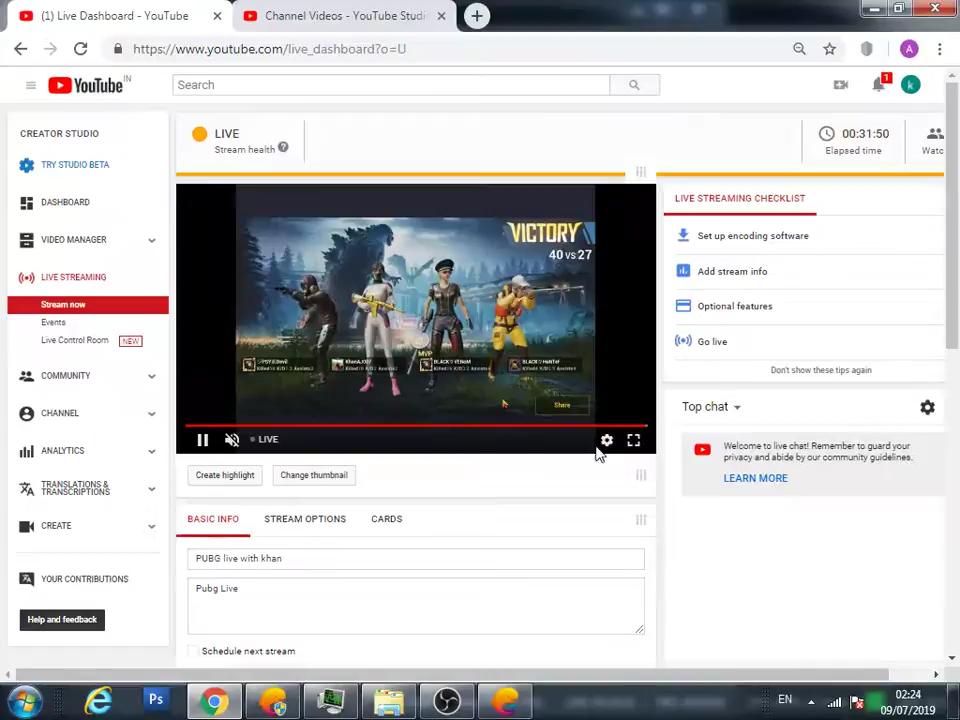 (1) Live Dashboard - YouTube
Channel Videos - YouTube Studi
https://www.youtube.com/live_dashboard?o=U
A
YouTube IN
Search
1
k
CREATOR STUDIO
TRY STUDIO BETA
DASHBOARD
VIDEO MANAGER
LIVE STREAMING
Stream now
Events
Live Control Room NEW
COMMUNITY
CHANNEL
ANALYTICS
TRANSLATIONS &
TRANSCRIPTIONS
CREATE
YOUR CONTRIBUTIONS
Help and feedback
LIVE
Stream health
00:31:50
Elapsed time
Watc
VICTORY
40 vs 27
MVP
Share
LIVE
Create highlight
Change thumbnail
BASIC INFO
STREAM OPTIONS
CARDS
PUBG live with khan
Pubg Live
Schedule next stream
LIVE STREAMING CHECKLIST
Set up encoding software
Add stream info
Optional features
Go live
Don't show these tips again
Top chat
Welcome to live chat! Remember to guard your
privacy and abide by our community guidelines.
LEARN MORE
Ps
EN
02:24
09/07/2019